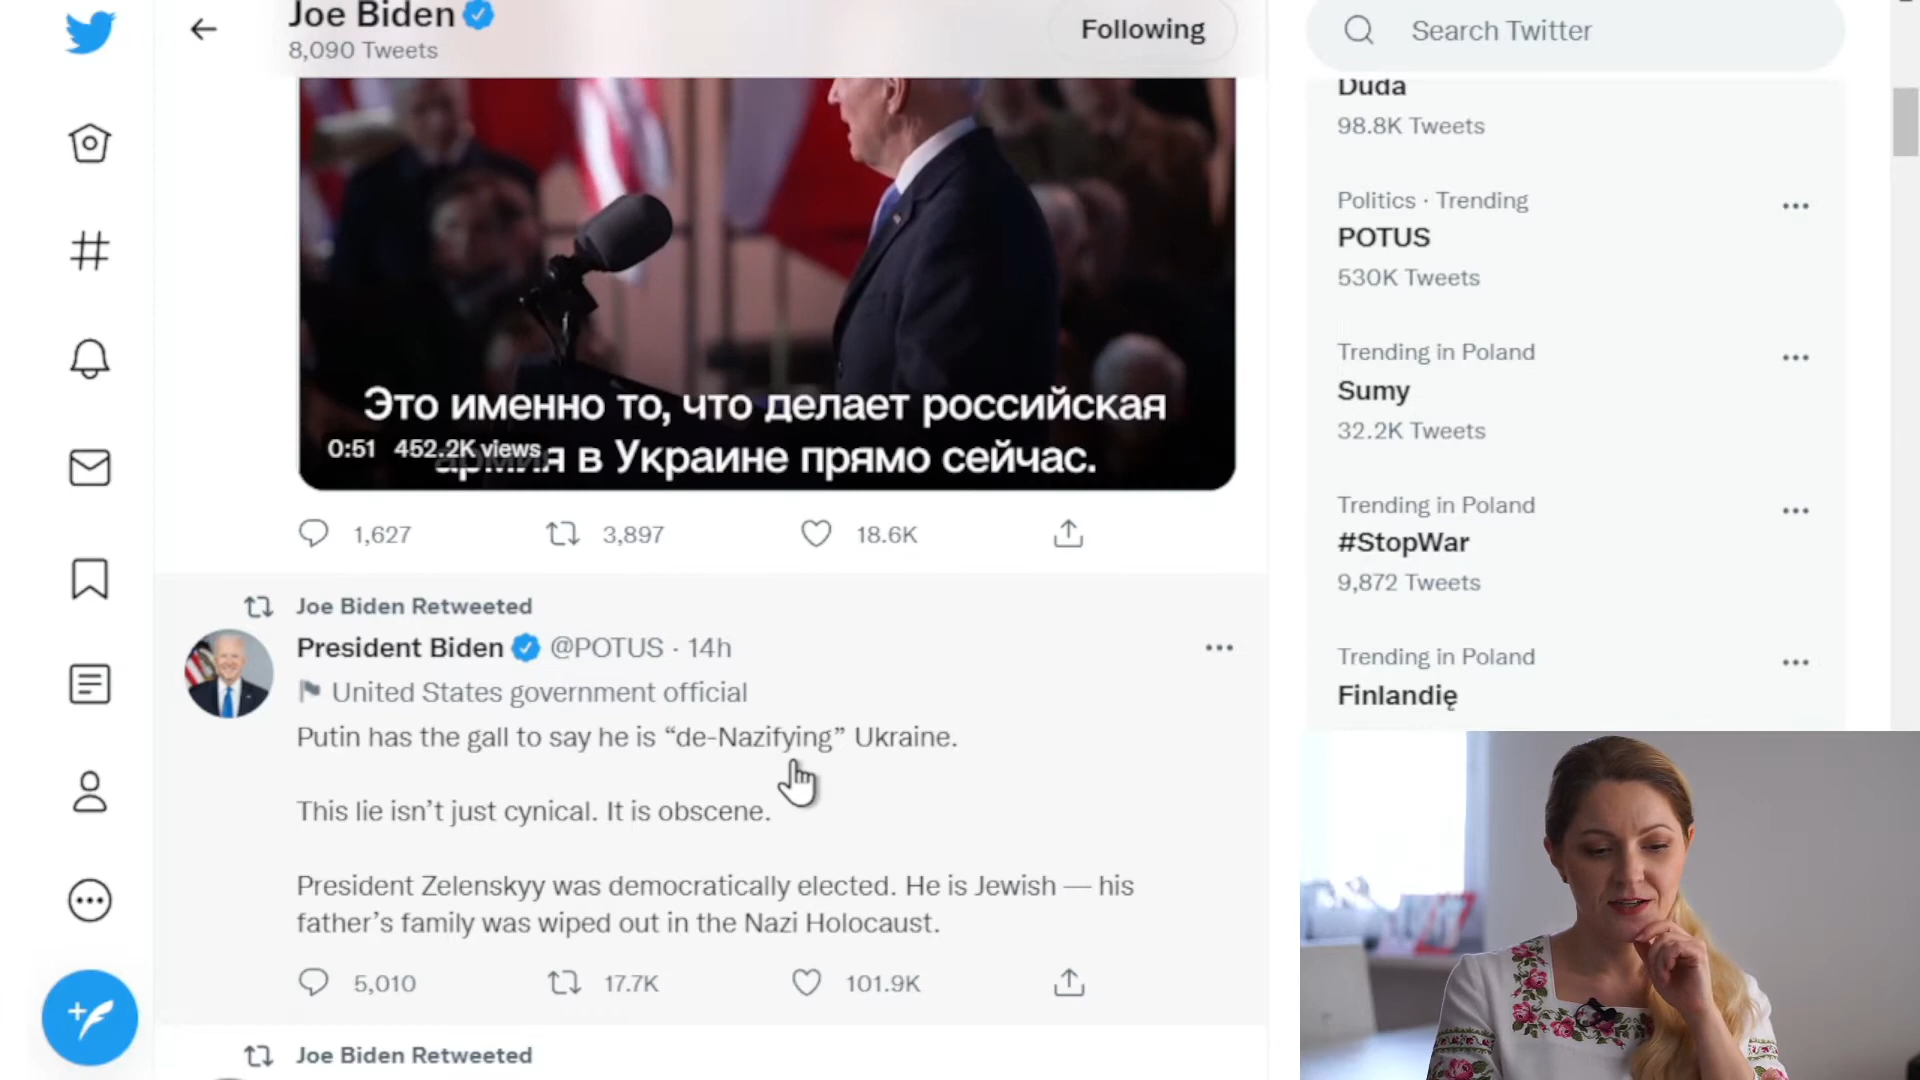 Joe Biden
8,090 Tweets
Following
Search Twitter
Это именно то, что делает российская
0:51 452.2K views
я в Украине прямо сейчас.
1,627
3,897
18.6K
Joe Biden Retweeted
President Biden @POTUS · 14h
United States government official
Putin has the gall to say he is “de-Nazifying” Ukraine.
This lie isn’t just cynical. It is obscene.
President Zelenskyy was democratically elected. He is Jewish — his
father’s family was wiped out in the Nazi Holocaust.
5,010
17.7K
101.9K
Joe Biden Retweeted
Duda
98.8K Tweets
Politics · Trending
POTUS
530K Tweets
Trending in Poland
Sumy
32.2K Tweets
Trending in Poland
#StopWar
9,872 Tweets
Trending in Poland
Finlandię